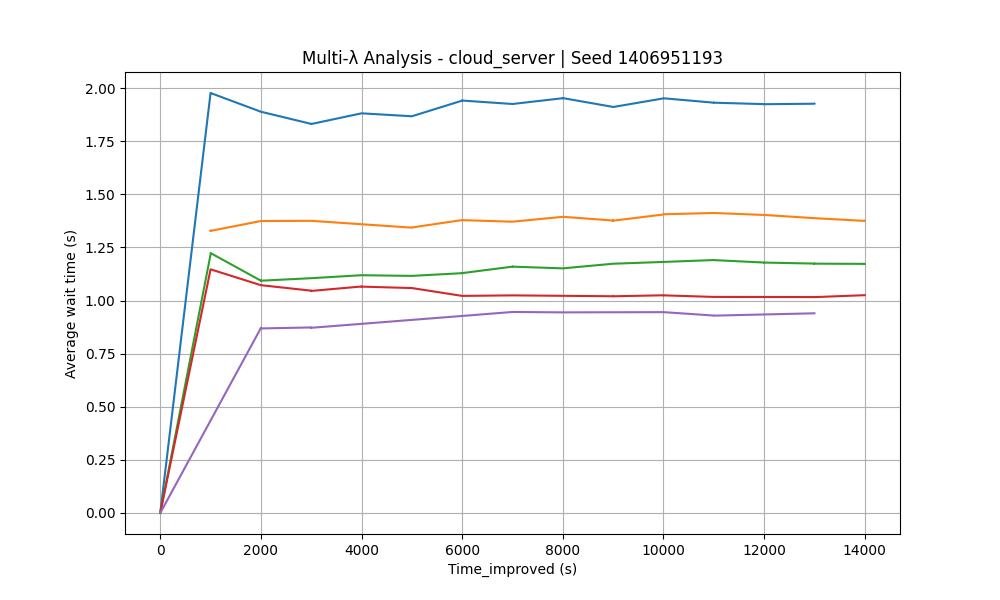 Multi-λ Analysis - cloud_server | Seed 1406951193
2.00
1.75
1.50
1.25
1.00
0.75
0.50
0.25
0.00
Average wait time (s)
0 2000 4000 6000 8000 10000 12000 14000
Time_improved (s)